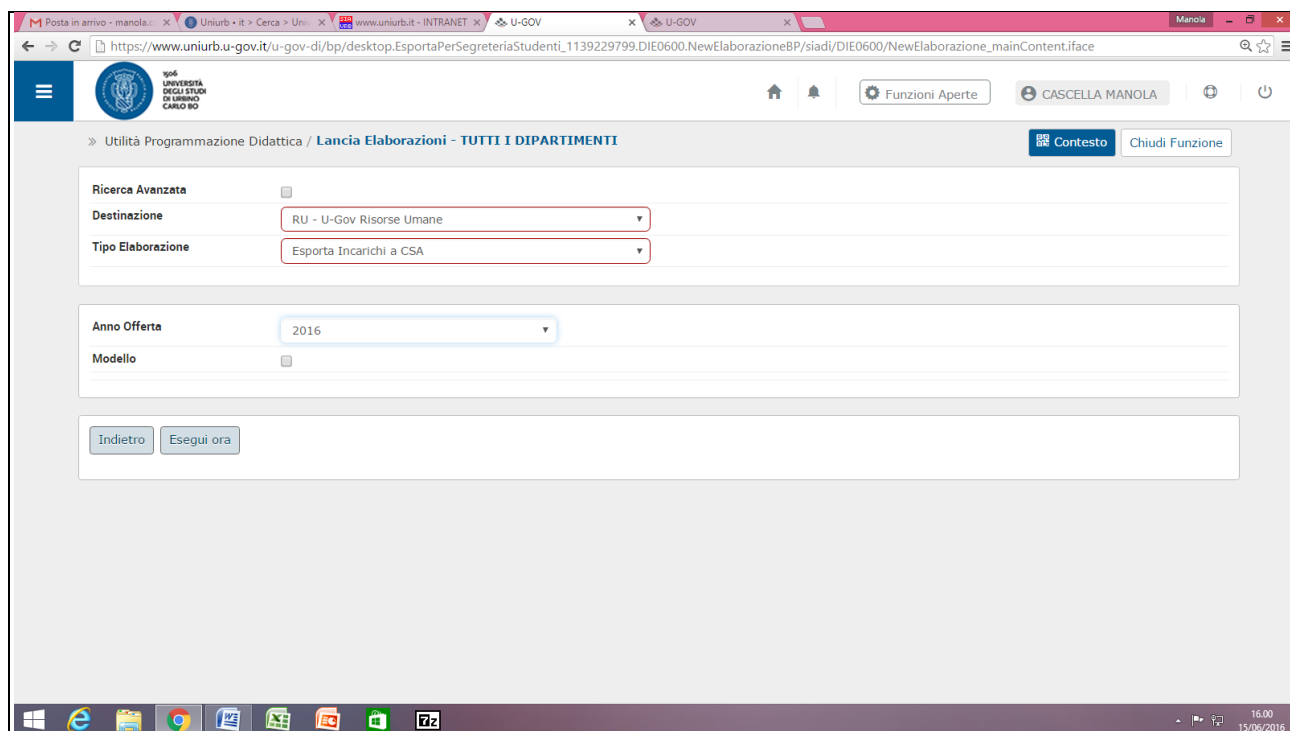 Posta in arrivo - manola.c
Uniurb • it > Cerca > Univ
SIA URB www.uniurb.it - INTRANET
U-GOV
U-GOV
Manola
https://www.uniurb.u-gov.it/u-gov-di/bp/desktop.EsportaPerSegreteriaStudenti_1139229799.DIE0600.NewElaborazioneBP/siadi/DIE0600/NewElaborazione_mainContent.iface
1506
UNIVERSITÀ
DEGLI STUDI
DI URBINO
CARLO BO
Funzioni Aperte
CASCELLA MANOLA
» Utilità Programmazione Didattica / Lancia Elaborazioni - TUTTI I DIPARTIMENTI
Contesto
Chiudi Funzione
Ricerca Avanzata
Destinazione
RU - U-Gov Risorse Umane
Tipo Elaborazione
Esporta Incarichi a CSA
Anno Offerta
2016
Modello
Indietro
Esegui ora
7z
16.00
15/06/2016